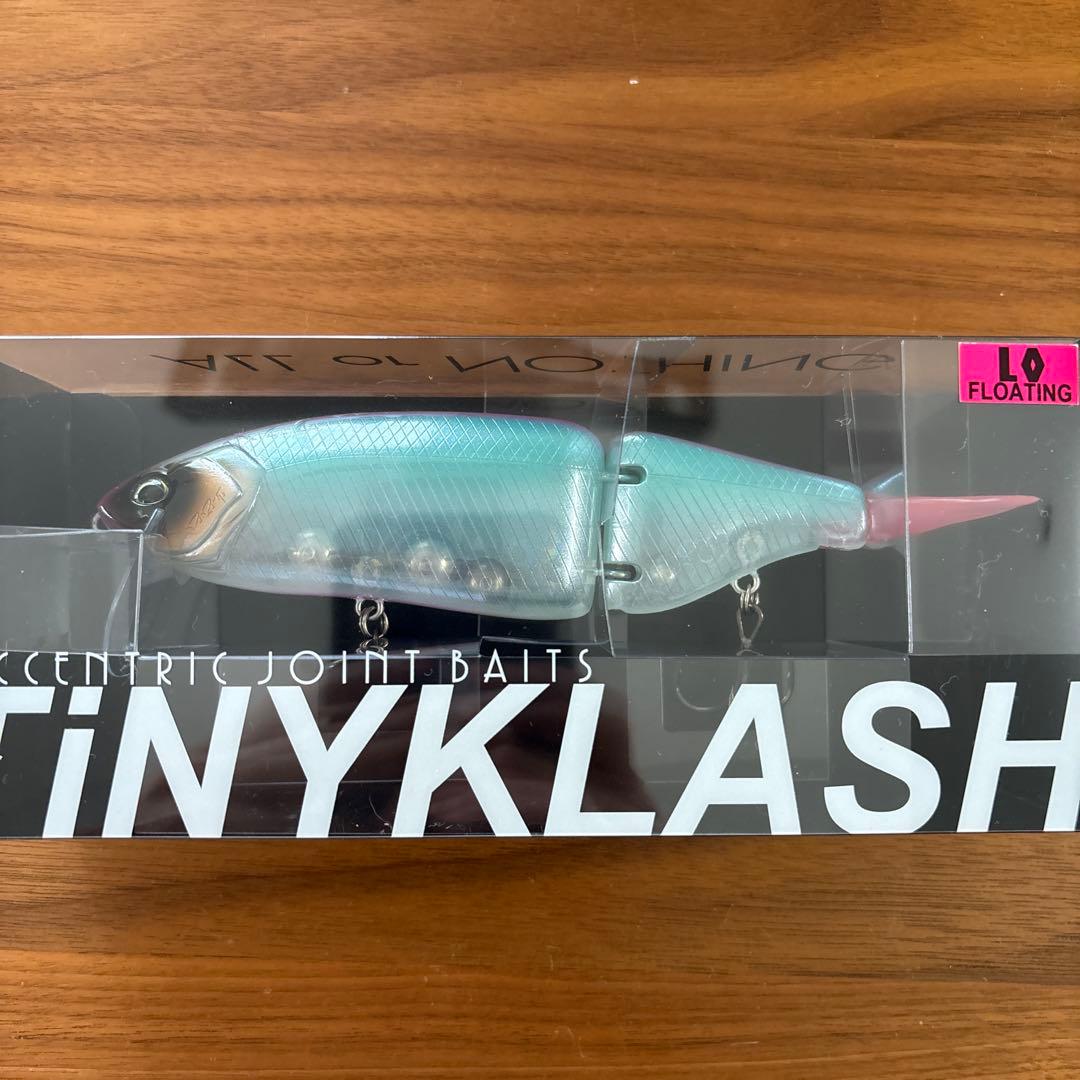 ALL or NOTHING
LO
FLOATING
CCENTRIC JOINT BAITS
TiNYKLASH